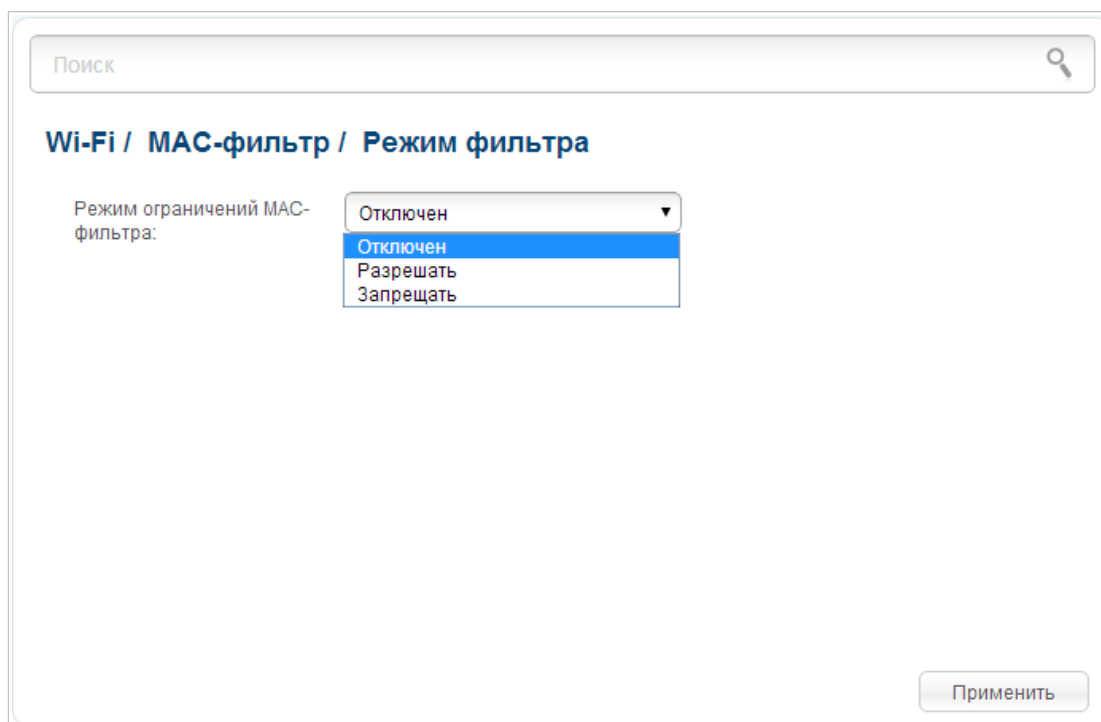 Поиск
Wi-Fi / MAC-фильтр / Режим фильтра
Режим ограничений MAC-
фильтра:
Отключен
Отключен
Разрешать
Запрещать
Применить